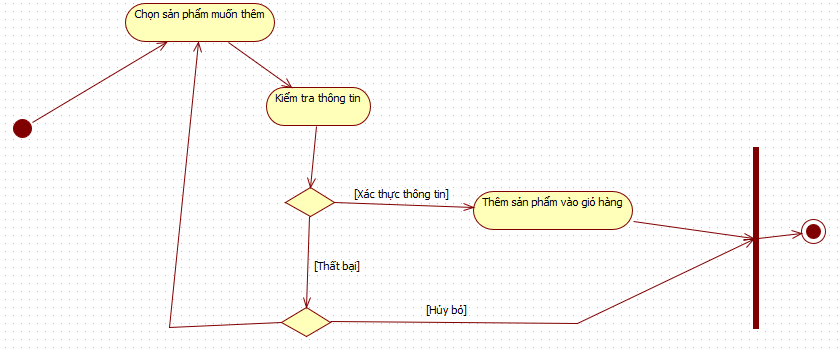 Chọn sản phẩm muốn thêm
Kiểm tra thông tin
[Xác thực thông tin]
Thêm sản phẩm vào giỏ hàng
[Thất bại]
[Hủy bỏ]